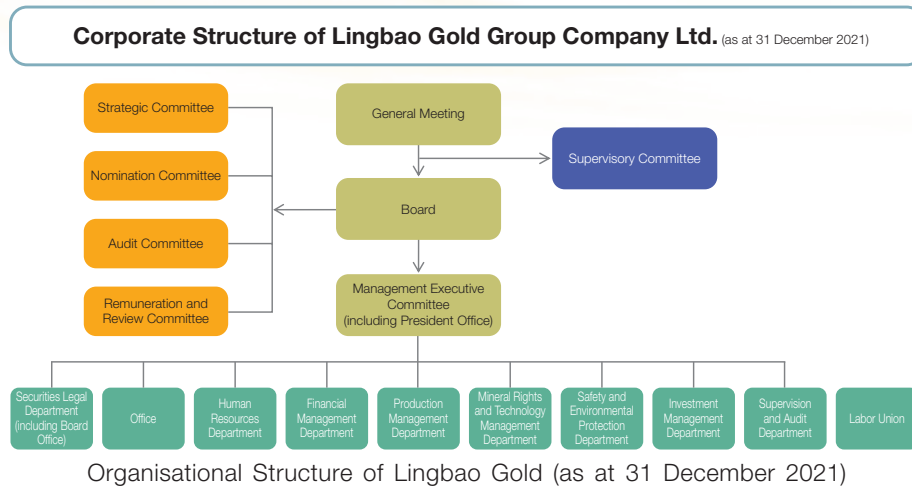 Corporate Structure of Lingbao Gold Group Company Ltd. (as at 31 December 2021)
Strategic Committee
General Meeting
Supervisory Committee
Nomination Committee
Board
Audit Committee
Management Executive
Committee
(including President Office)
Remuneration and
Review Committee
Securities Legal
Department
(including Board
Office)
Office
Human
Resources
Department
Financial
Management
Department
Production
Management
Department
Mineral Rights
and Technology
Management
Department
Safety and
Environmental
Protection
Department
Investment
Management
Department
Supervision
and Audit
Department
Labor Union
Organisational Structure of Lingbao Gold (as at 31 December 2021)